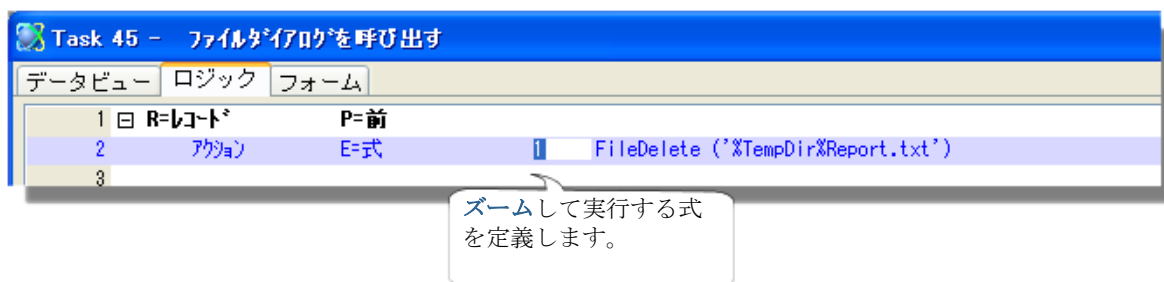 Task 45 - ﾌｧｲﾙﾀﾞｲｱﾛｸﾞを呼び出す
データビュー ロジック フォーム
1 R=ﾚｺｰﾄﾞ P=前
2 ｱｸｼｮﾝ E=式 1 FileDelete ('%TempDir%Report.txt')
3
ズームして実行する式
を定義します。